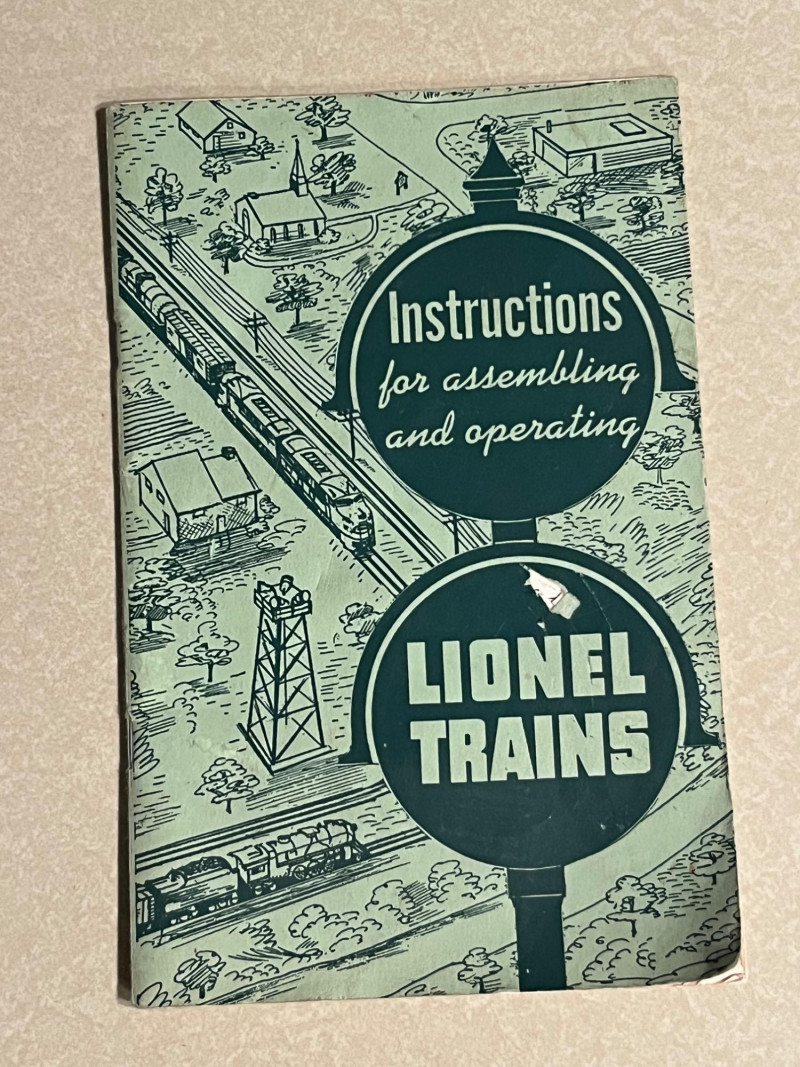 Instructions
for assembling
and operating
LIONEL
TRAINS